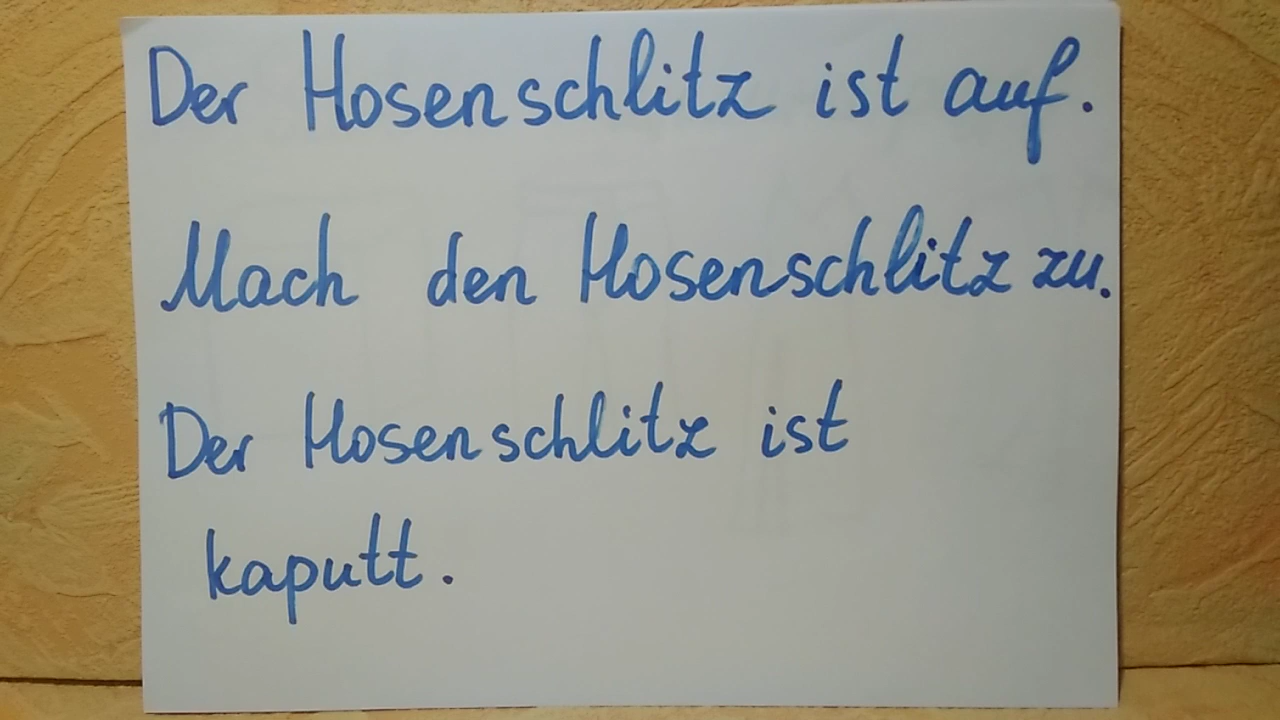 Der Hosenschlitz ist auf.
Mach den Hosenschlitz zu.
Der Hosenschlitz ist
kaputt.